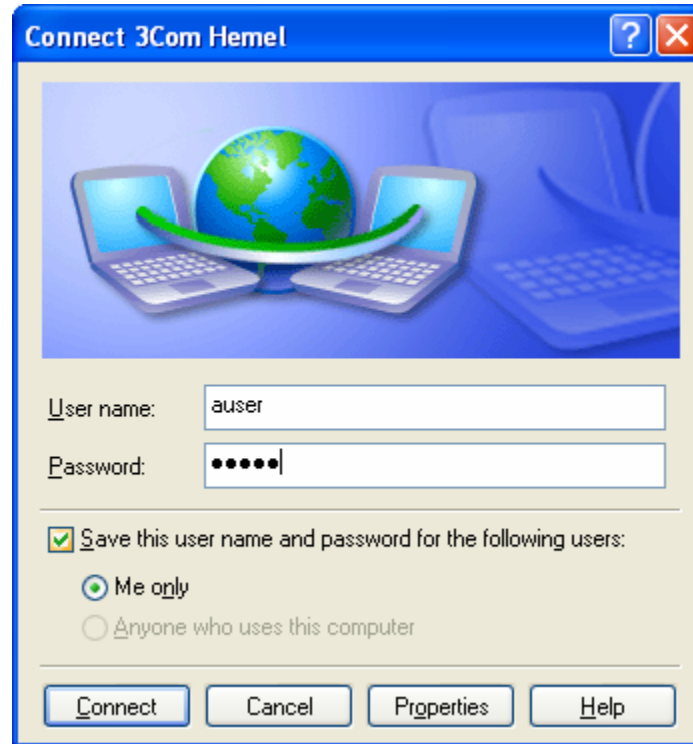 Connect 3Com Hemel
User name:
auser
Password:
●●●●●
Save this user name and password for the following users:
Me only
Anyone who uses this computer
Connect
Cancel
Properties
Help